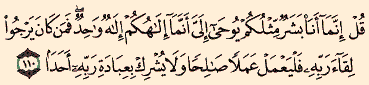 قُلْ إِنَّمَآ أَنَا۠ بَشَرٌ مِّثْلُكُمْ يُوحَىٰٓ إِلَىَّ أَنَّمَآ إِلَٰهُكُمْ إِلَٰهٌ وَٰحِدٌ ۖ فَمَن كَانَ يَرْجُوا۟
لِقَآءَ رَبِّهِۦ فَلْيَعْمَلْ عَمَلًا صَٰلِحًا وَلَا يُشْرِكْ بِعِبَادَةِ رَبِّهِۦٓ أَحَدًۢا ١١٠